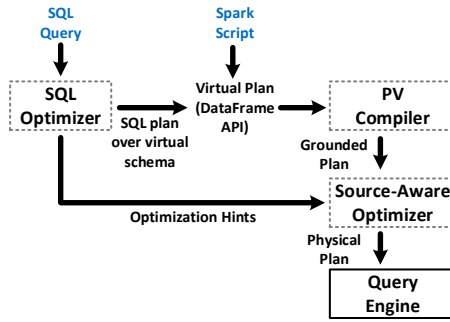 SQL
Query
Spark
Script
SQL
Optimizer
SQL plan
over virtual
schema
Virtual Plan
(DataFrame
API)
PV
Compiler
Grounded
Plan
Optimization Hints
Source-Aware
Optimizer
Physical
Plan
Query
Engine